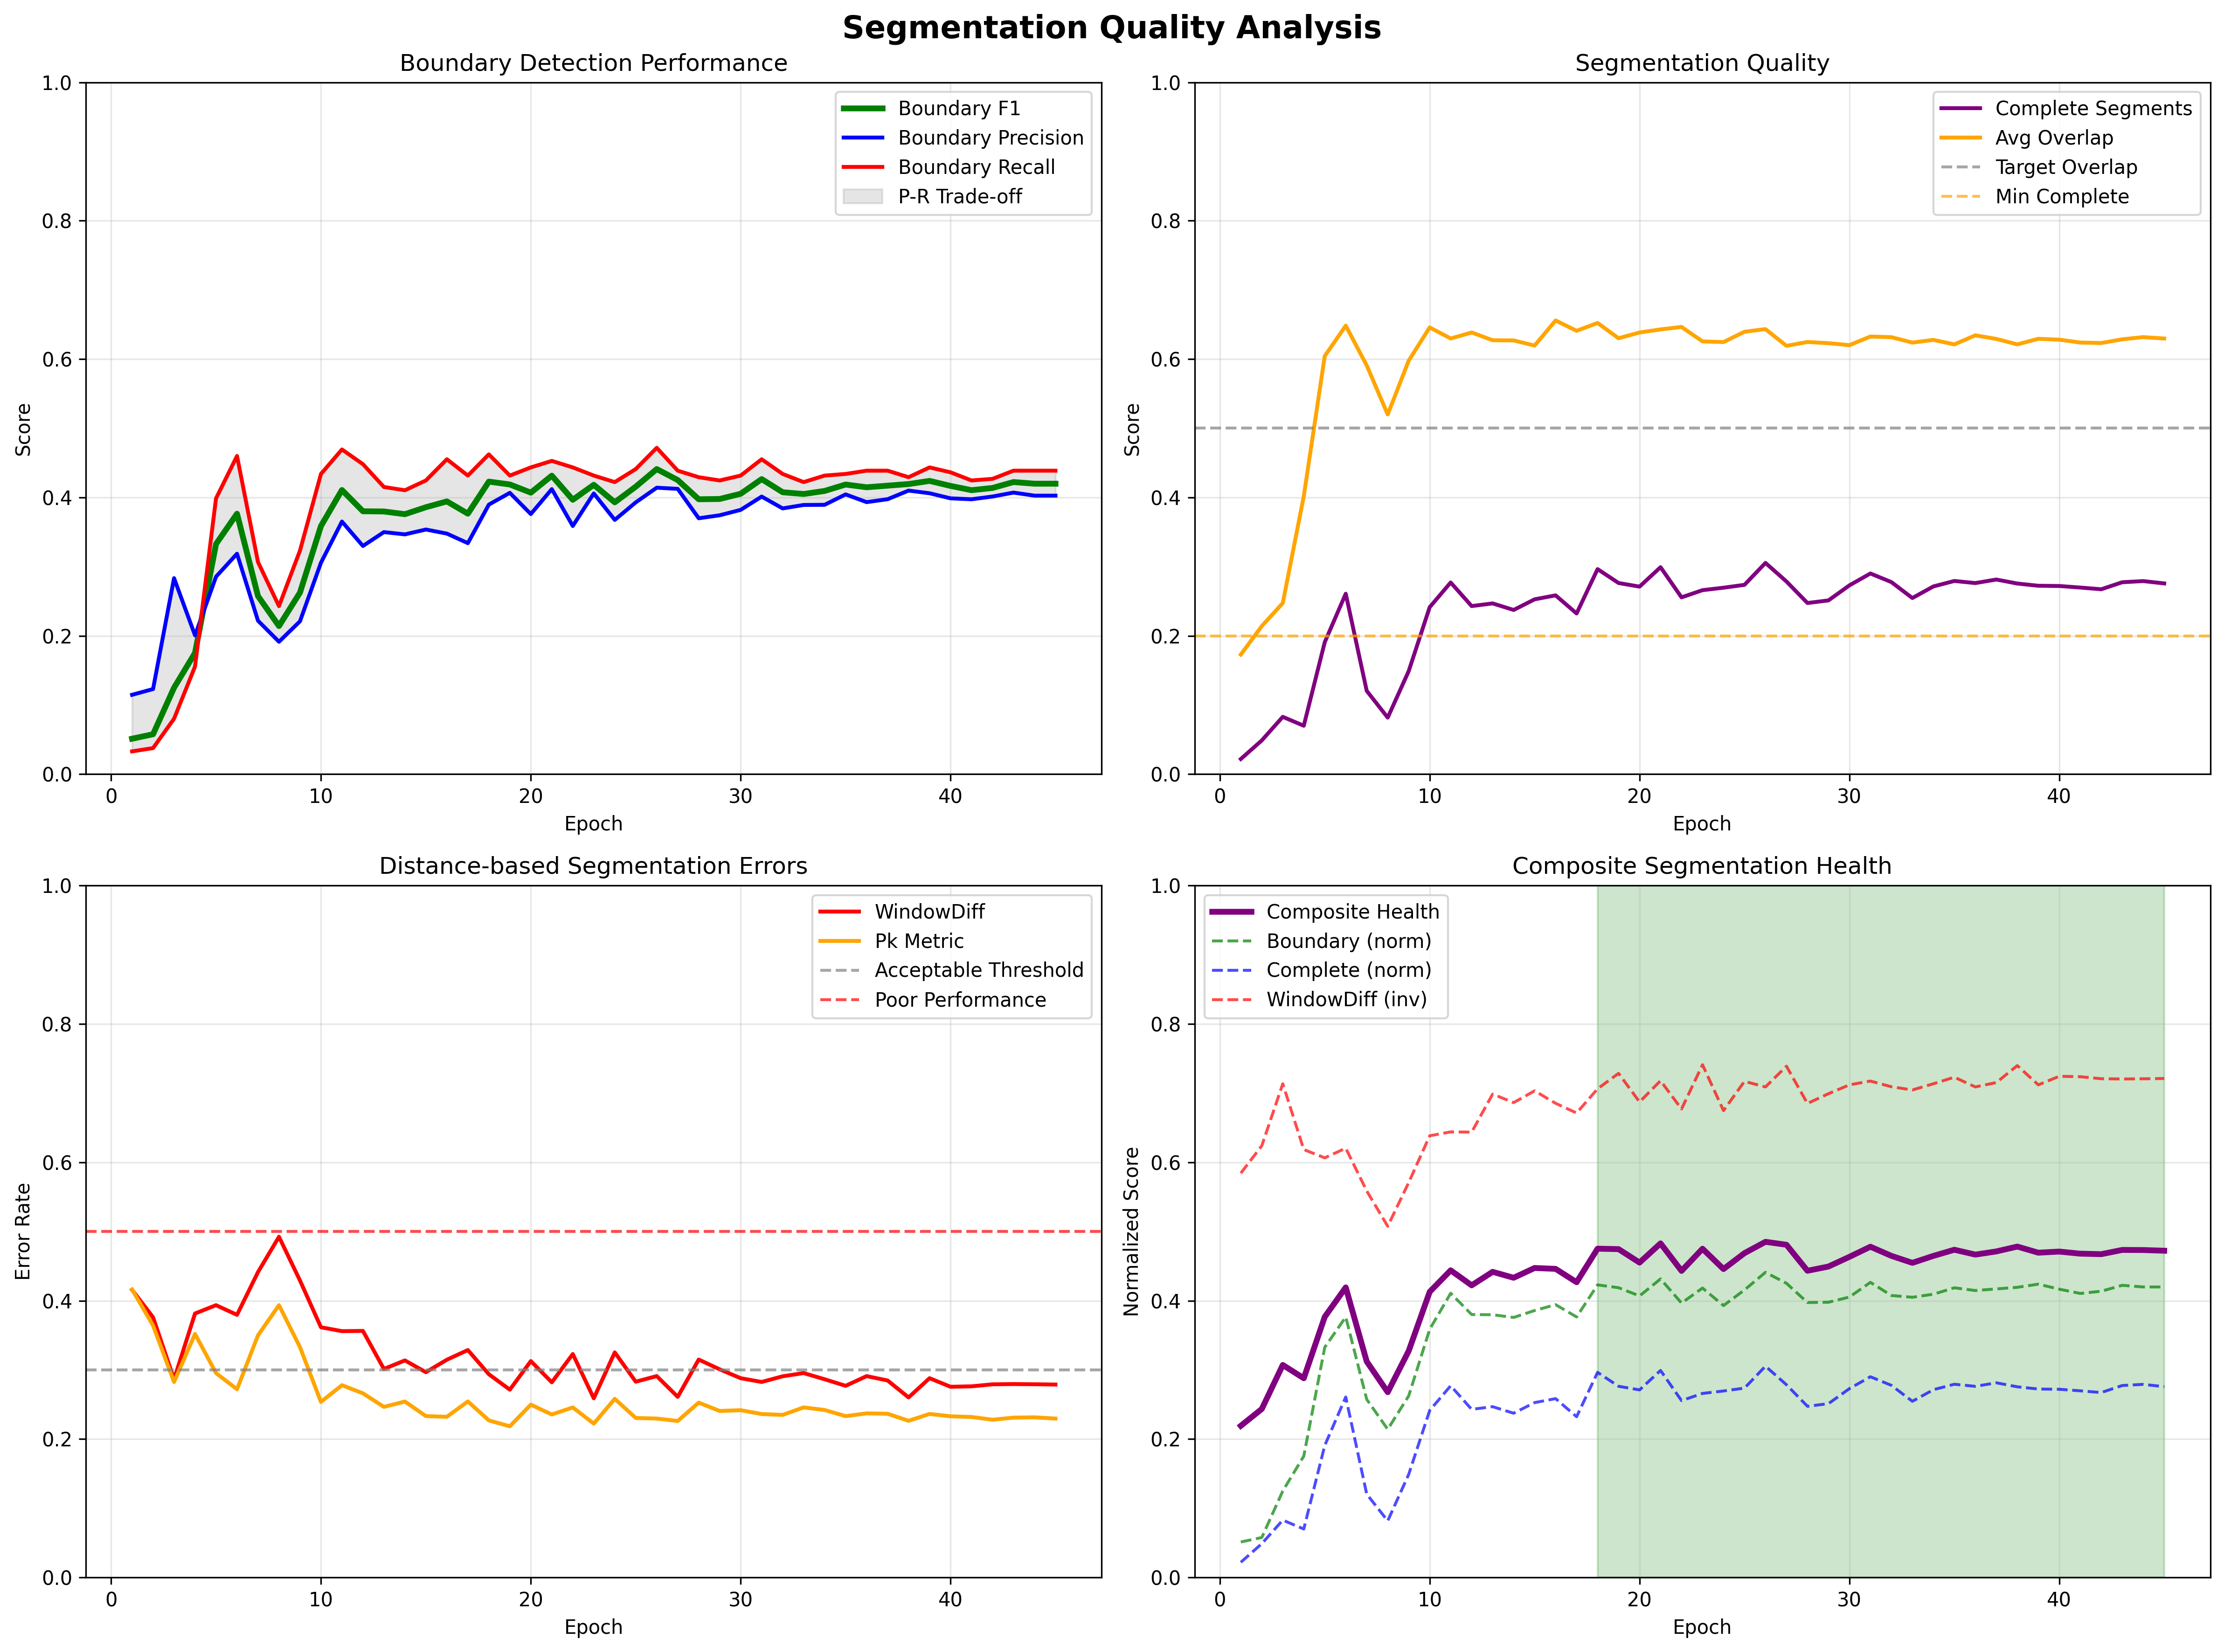 Segmentation Quality Analysis
Boundary Detection Performance
1.0
0.8
0.6
0.4
0.2
0.0
Score
0
10
20
30
40
Epoch
Boundary F1
Boundary Precision
Boundary Recall
P-R Trade-off
Segmentation Quality
1.0
0.8
0.6
0.4
0.2
0.0
Score
0
10
20
30
40
Epoch
Complete Segments
Avg Overlap
Target Overlap
Min Complete
Distance-based Segmentation Errors
1.0
0.8
0.6
0.4
0.2
0.0
Error Rate
0
10
20
30
40
Epoch
WindowDiff
Pk Metric
Acceptable Threshold
Poor Performance
Composite Segmentation Health
1.0
0.8
0.6
0.4
0.2
0.0
Normalized Score
0
10
20
30
40
Epoch
Composite Health
Boundary (norm)
Complete (norm)
WindowDiff (inv)